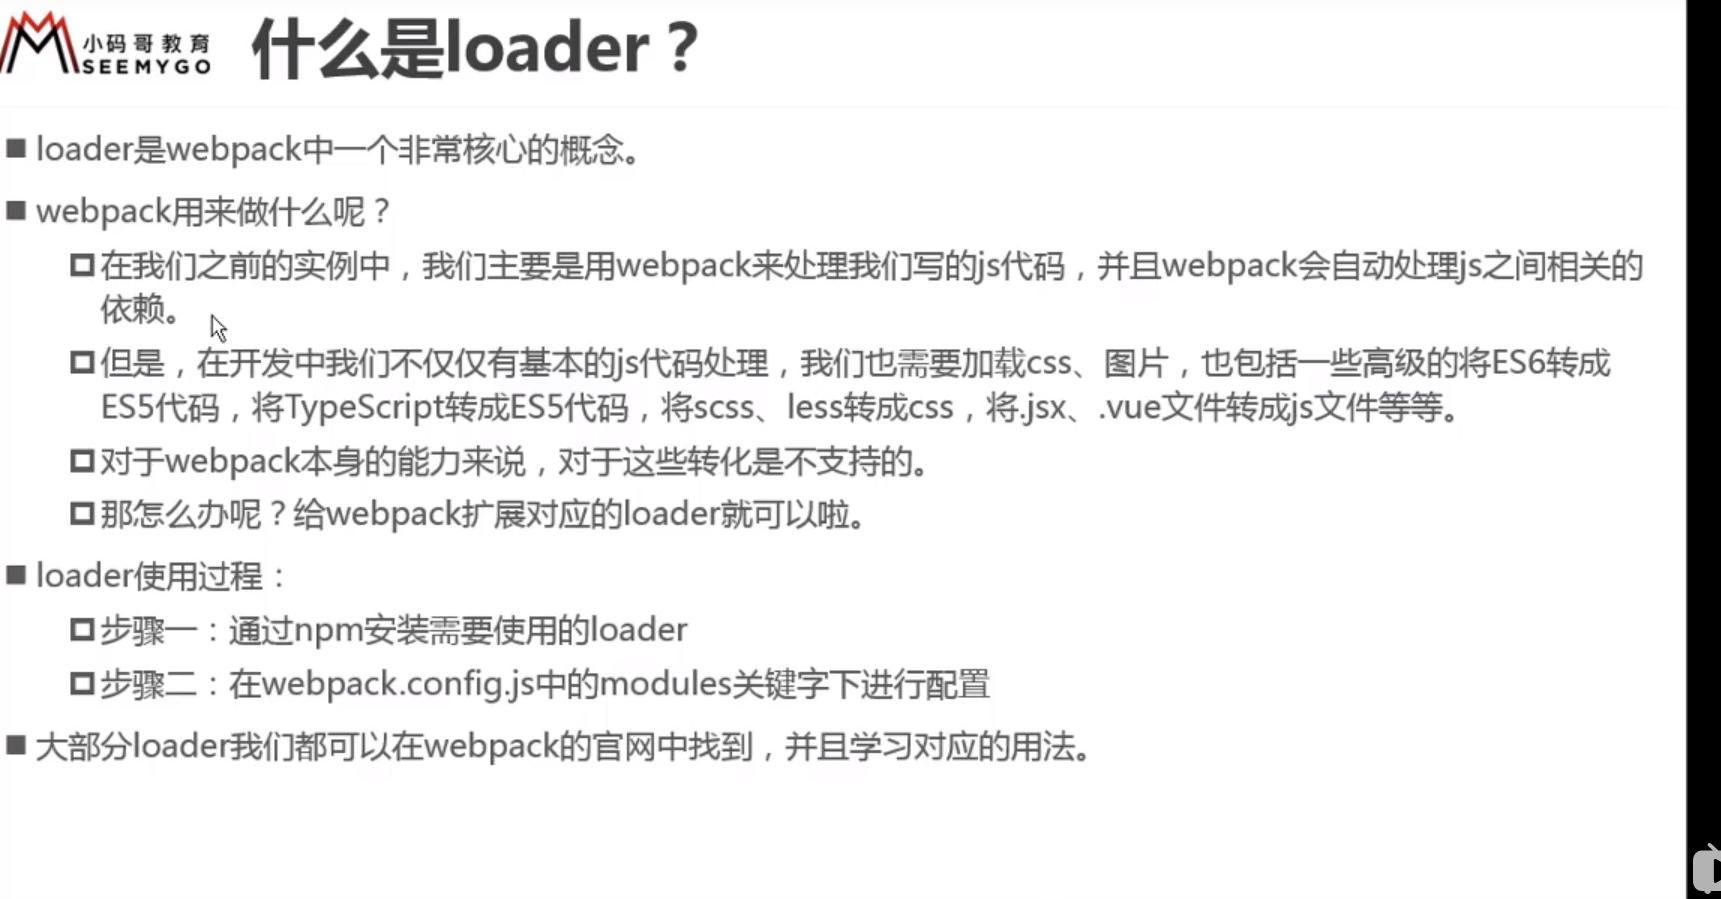 小码哥教育
SEEMYGO
什么是loader？
loader是webpack中一个非常核心的概念。
webpack用来做什么呢？
在我们之前的实例中，我们主要是用webpack来处理我们写的js代码，并且webpack会自动处理js之间相关的
依赖。
但是，在开发中我们不仅仅有基本的js代码处理，我们也需要加载css、图片，也包括一些高级的将ES6转成
ES5代码，将TypeScript转成ES5代码，将scss、less转成css，将.jsx、.vue文件转成js文件等等。
对于webpack本身的能力来说，对于这些转化是不支持的。
那怎么办呢？给webpack扩展对应的loader就可以啦。
loader使用过程：
步骤一：通过npm安装需要使用的loader
步骤二：在webpack.config.js中的modules关键字下进行配置
大部分loader我们都可以在webpack的官网中找到，并且学习对应的用法。